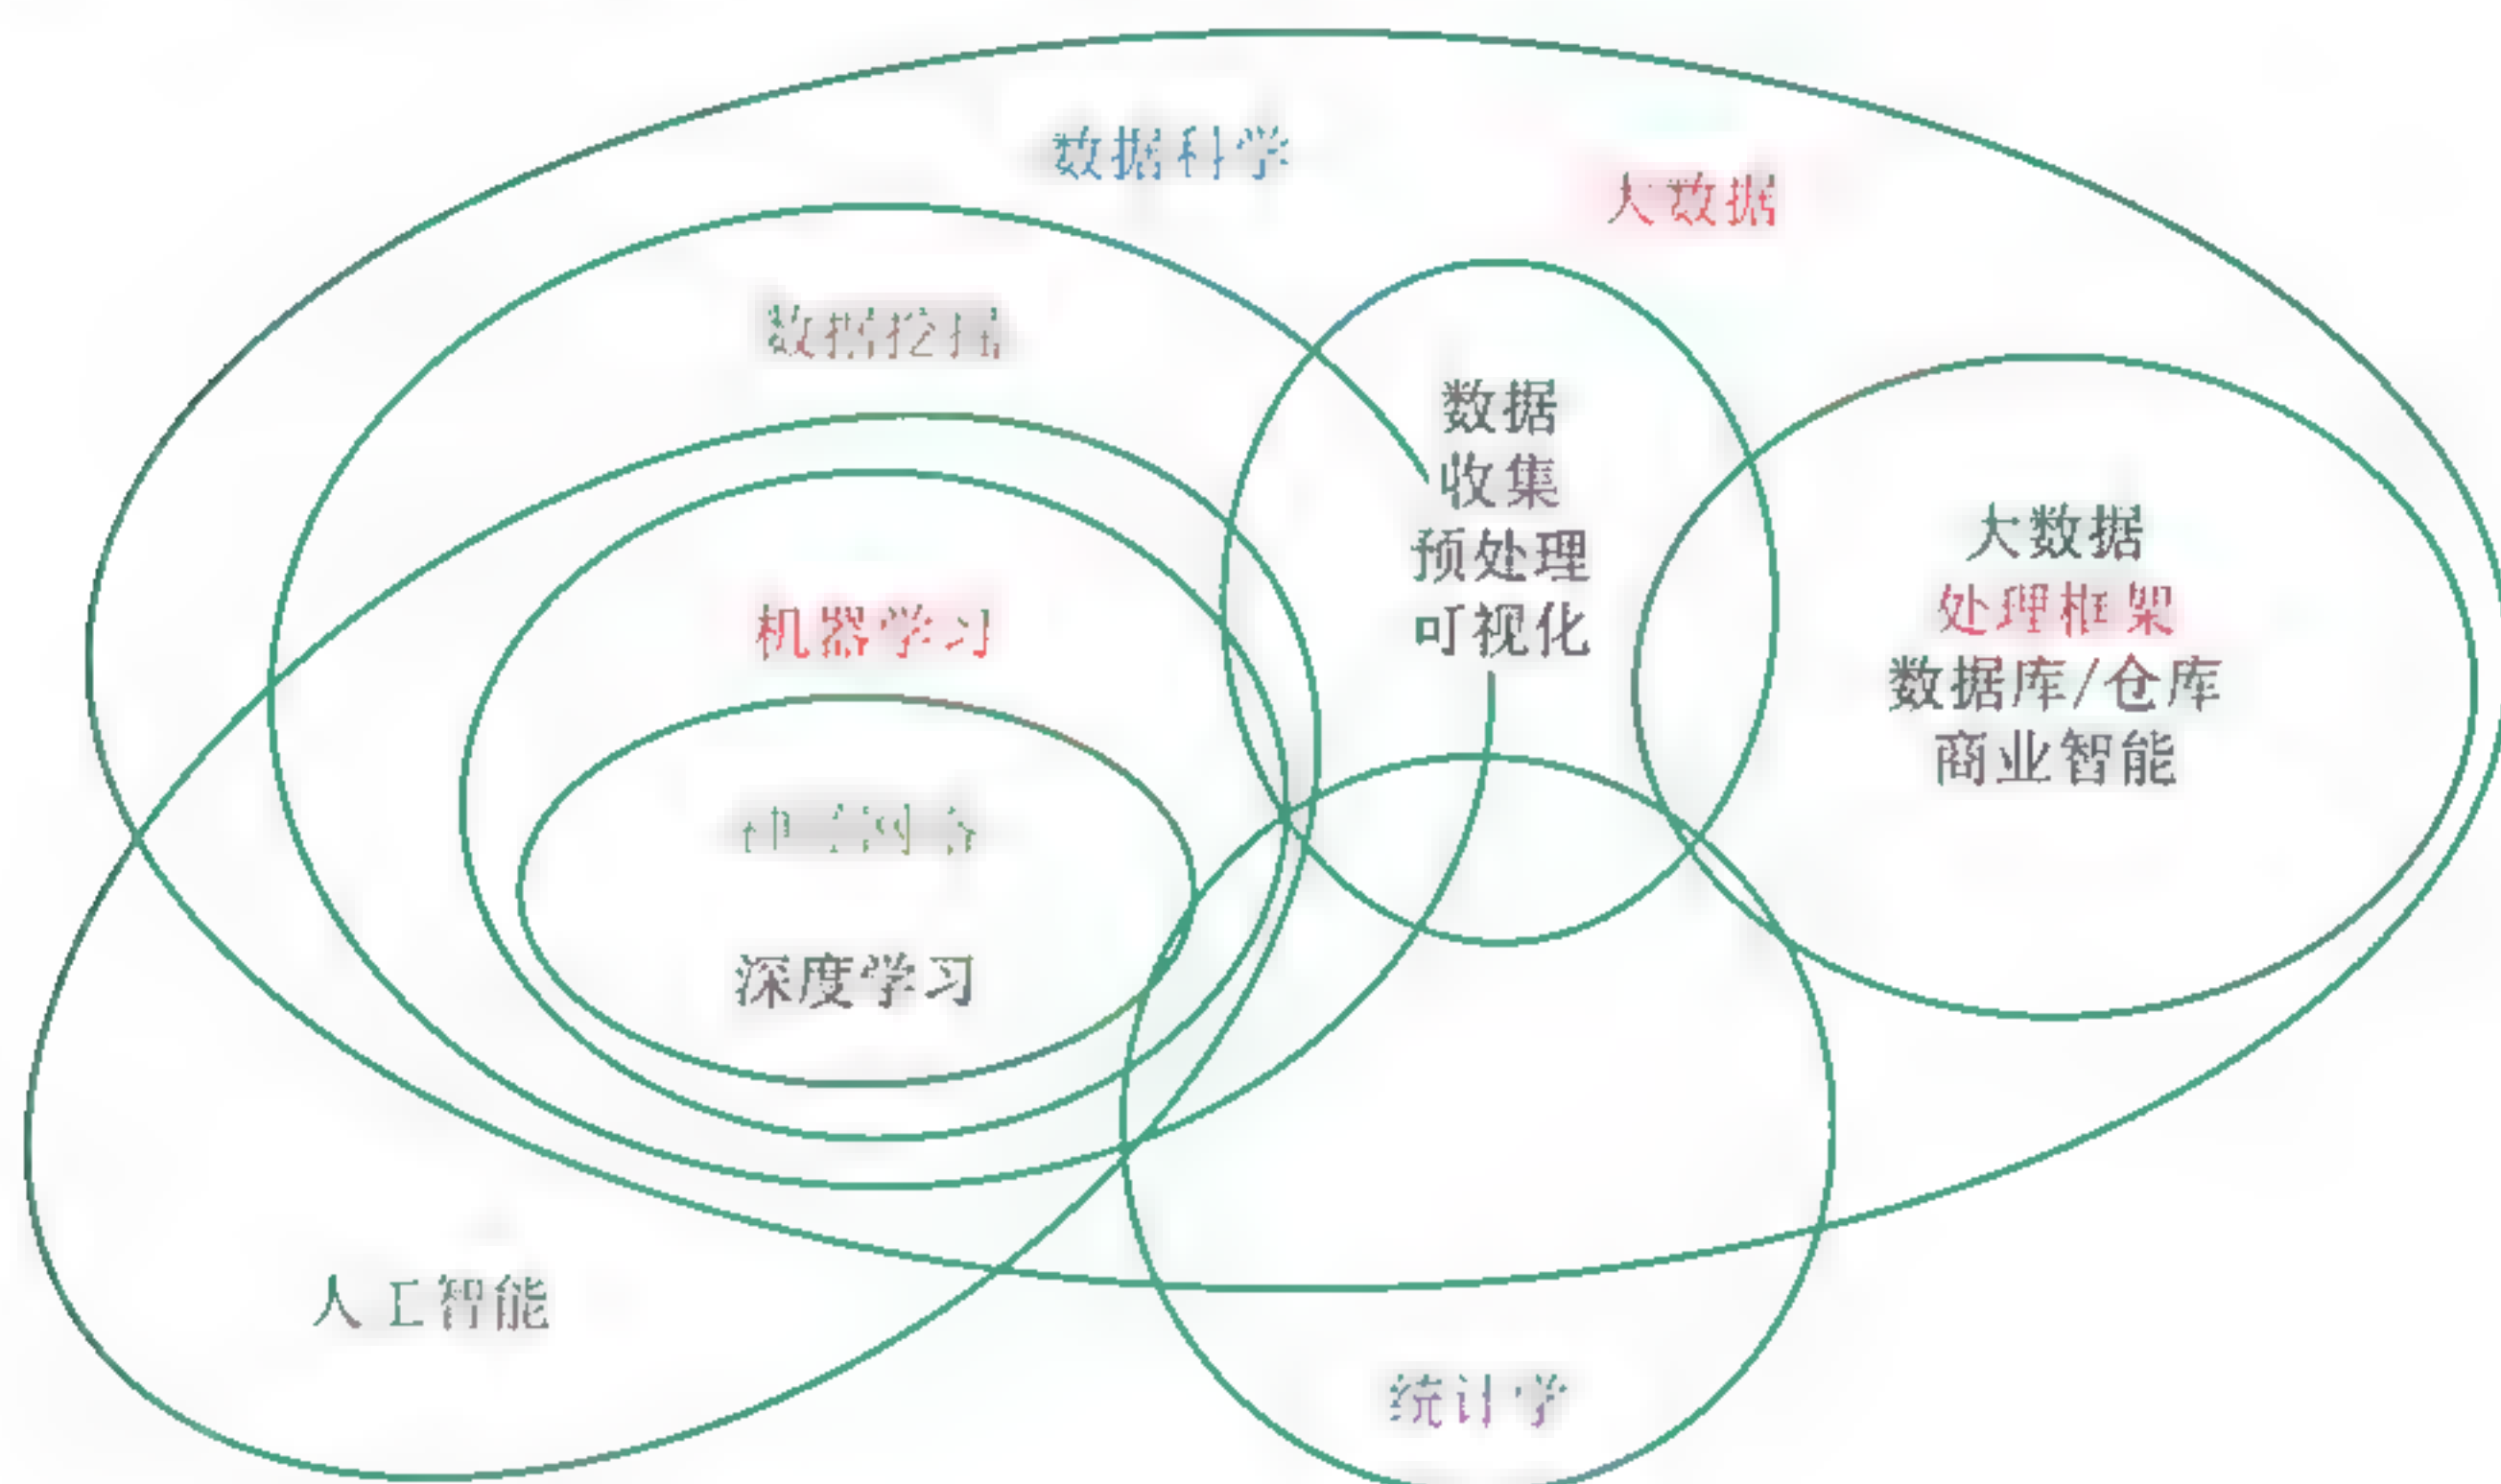 数据科学
大数据
数据挖掘
数据
收集
预处理
可视化
大数据
处理框架
数据库/仓库
商业智能
机器学习
深度学习
人工智能
统计学